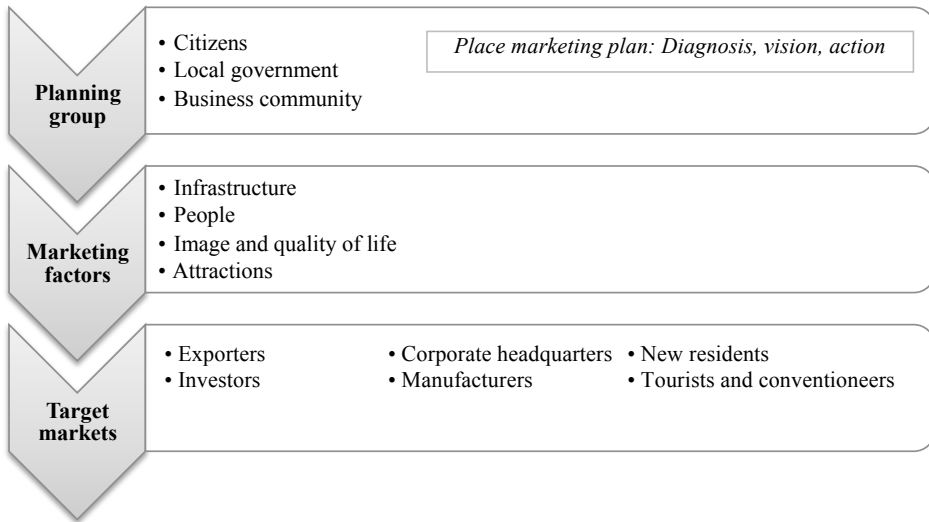 Planning
group
• Citizens
• Local government
• Business community
Place marketing plan: Diagnosis, vision, action
Marketing
factors
• Infrastructure
• People
• Image and quality of life
• Attractions
Target
markets
• Exporters
• Investors
• Corporate headquarters
• Manufacturers
• New residents
• Tourists and conventioneers